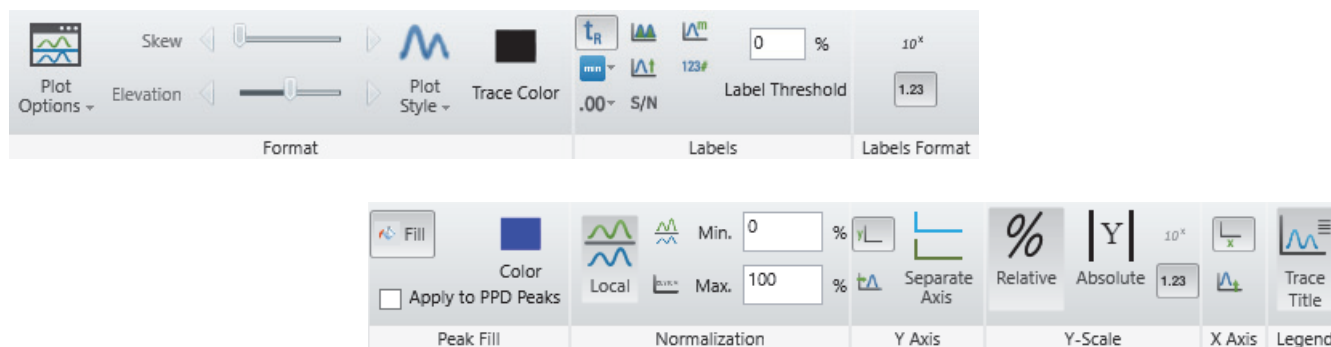 Skew
Elevation
Plot
Options
Plot
Style
Trace Color
Format
tR
m
min
123#
.00
S/N
0 %
Label Threshold
Labels
10x
1.23
Labels Format
Fill
Color
Apply to PPD Peaks
Peak Fill
Local
Min. 0 %
Max. 100 %
Normalization
y
Separate
Axis
Y Axis
%
Relative
|Y|
Absolute
10x
1.23
Y-Scale
x
X Axis
Trace
Title
Legend